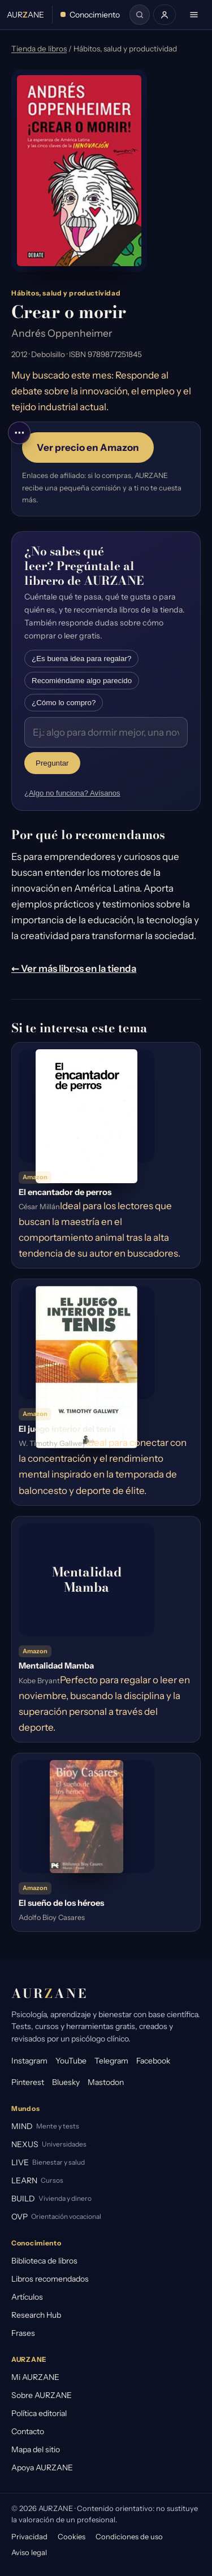 AURZANE
Conocimiento
Tienda de libros / Hábitos, salud y productividad
ANDRÉS
OPPENHEIMER
¡CREAR O MORIR!
La esperanza de América Latina
y las cinco claves de la INNOVACIÓN
DEBATE
Hábitos, salud y productividad
Crear o morir
Andrés Oppenheimer
2012 · Debolsillo · ISBN 9789877251845
Muy buscado este mes: Responde al
debate sobre la innovación, el empleo y el
tejido industrial actual.
Ver precio en Amazon
Enlaces de afiliado: si lo compras, AURZANE
recibe una pequeña comisión y a ti no te cuesta
más.
¿No sabes qué
leer? Pregúntale al
librero de AURZANE
Cuéntale qué te pasa, qué te gusta o para
quién es, y te recomienda libros de la tienda.
También responde dudas sobre cómo
comprar o leer gratis.
¿Es buena idea para regalar?
Recomiéndame algo parecido
¿Cómo lo compro?
Ej.: algo para dormir mejor, una nov
Preguntar
¿Algo no funciona? Avísanos
Por qué lo recomendamos
Es para emprendedores y curiosos que
buscan entender los motores de la
innovación en América Latina. Aporta
ejemplos prácticos y testimonios sobre la
importancia de la educación, la tecnología y
la creatividad para transformar la sociedad.
← Ver más libros en la tienda
Si te interesa este tema
El
encantador
de perros
Amazon
El encantador de perros
César MillánIdeal para los lectores que
buscan la maestría en el
comportamiento animal tras la alta
tendencia de su autor en buscadores.
EL JUEGO
INTERIOR DEL
TENIS
W. TIMOTHY GALLWEY
Amazon
El juego interior del tenis
W. Timothy Gallwey Ideal para conectar con
la concentración y el rendimiento
mental inspirado en la temporada de
baloncesto y deporte de élite.
Mentalidad
Mamba
Amazon
Mentalidad Mamba
Kobe BryantPerfecto para regalar o leer en
noviembre, buscando la disciplina y la
superación personal a través del
deporte.
Bioy Casares
El sueño de los
héroes
Amazon
El sueño de los héroes
Adolfo Bioy Casares
AURZANE
Psicología, aprendizaje y bienestar con base científica.
Tests, cursos y herramientas gratis, creados y
revisados por un psicólogo clínico.
Instagram YouTube Telegram Facebook
Pinterest Bluesky Mastodon
Mundos
MIND Mente y tests
NEXUS Universidades
LIVE Bienestar y salud
LEARN Cursos
BUILD Vivienda y dinero
OVP Orientación vocacional
Conocimiento
Biblioteca de libros
Libros recomendados
Artículos
Research Hub
Frases
AURZANE
Mi AURZANE
Sobre AURZANE
Política editorial
Contacto
Mapa del sitio
Apoya AURZANE
© 2026 AURZANE · Contenido orientativo: no sustituye
la valoración de un profesional.
Privacidad Cookies Condiciones de uso
Aviso legal